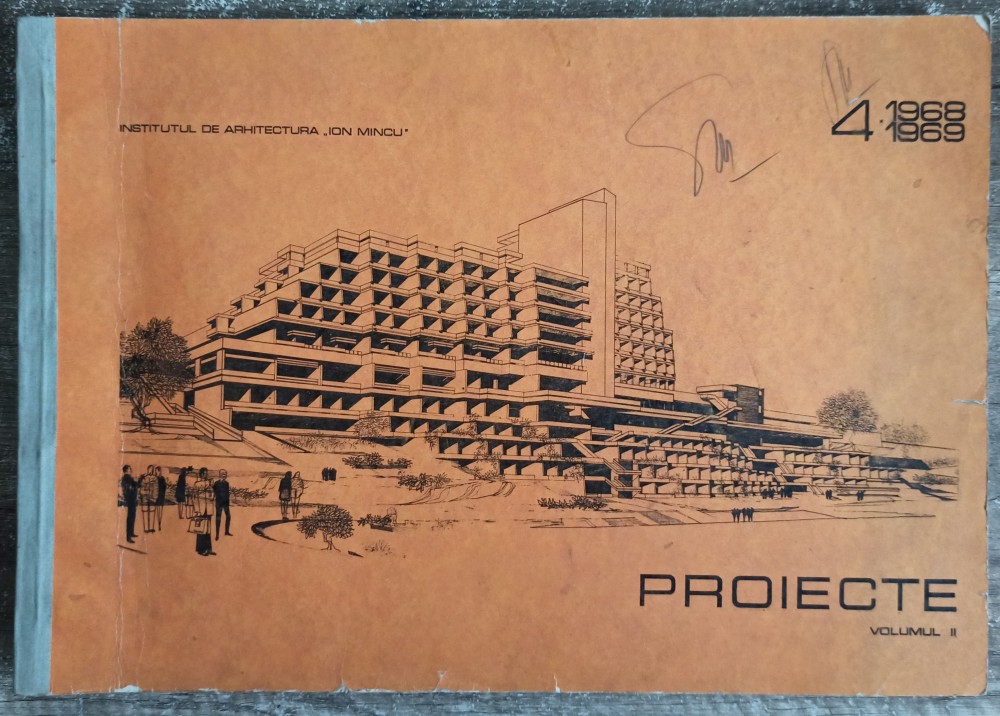 INSTITUTUL DE ARHITECTURA „ION MINCU"
4·1968
1969
PROIECTE
VOLUMUL II